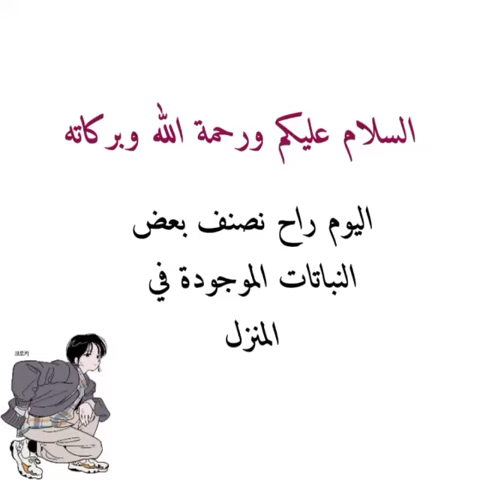 السلام عليكم ورحمة الله وبركاته
اليوم راح نصنف بعض
النباتات الموجودة في
المنزل